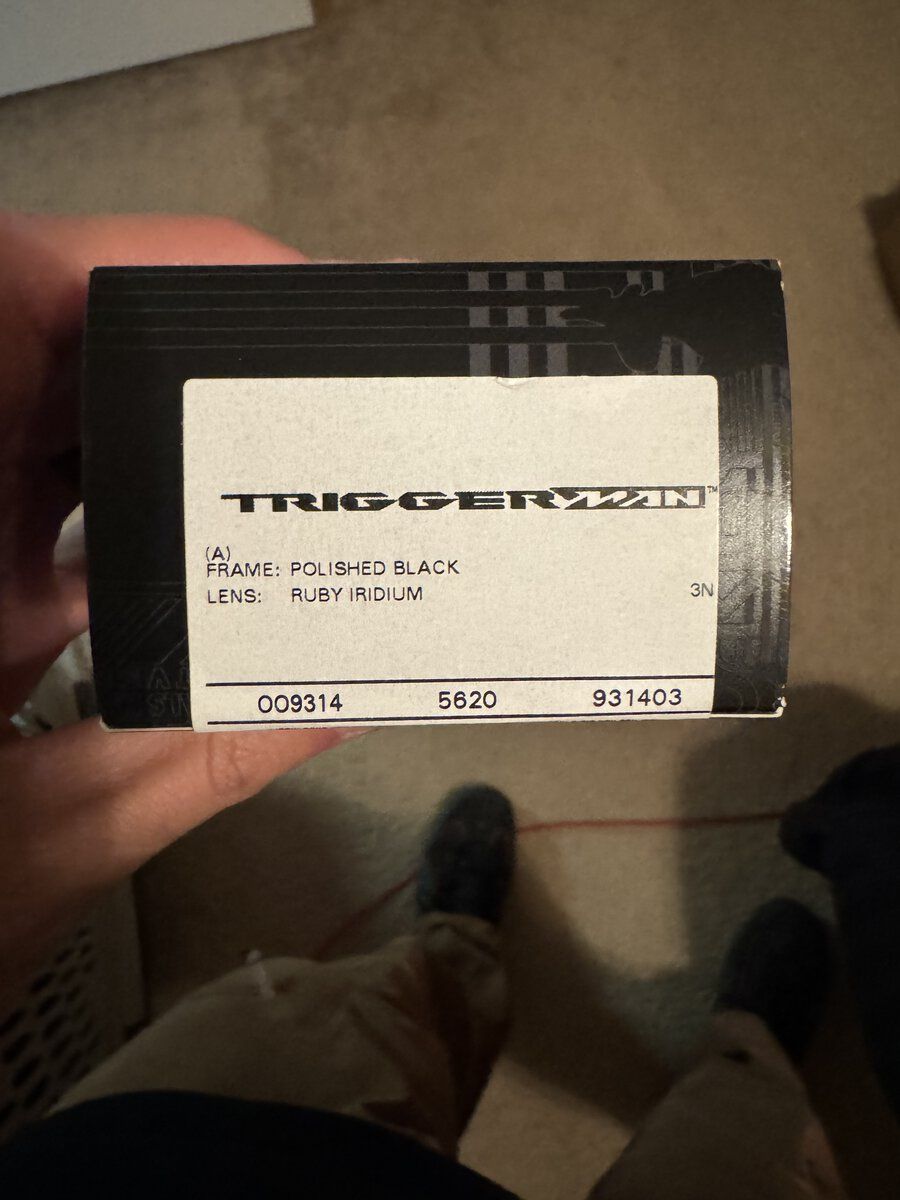 TRIGGERMAN™
(A)
FRAME: POLISHED BLACK
LENS: RUBY IRIDIUM 3N
009314 5620 931403